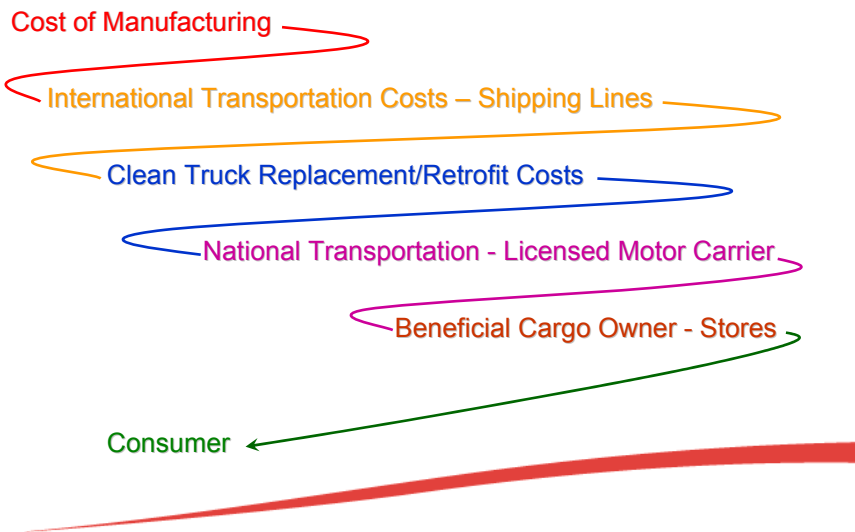 Cost of Manufacturing
International Transportation Costs – Shipping Lines
Clean Truck Replacement/Retrofit Costs
National Transportation - Licensed Motor Carrier
Beneficial Cargo Owner - Stores
Consumer